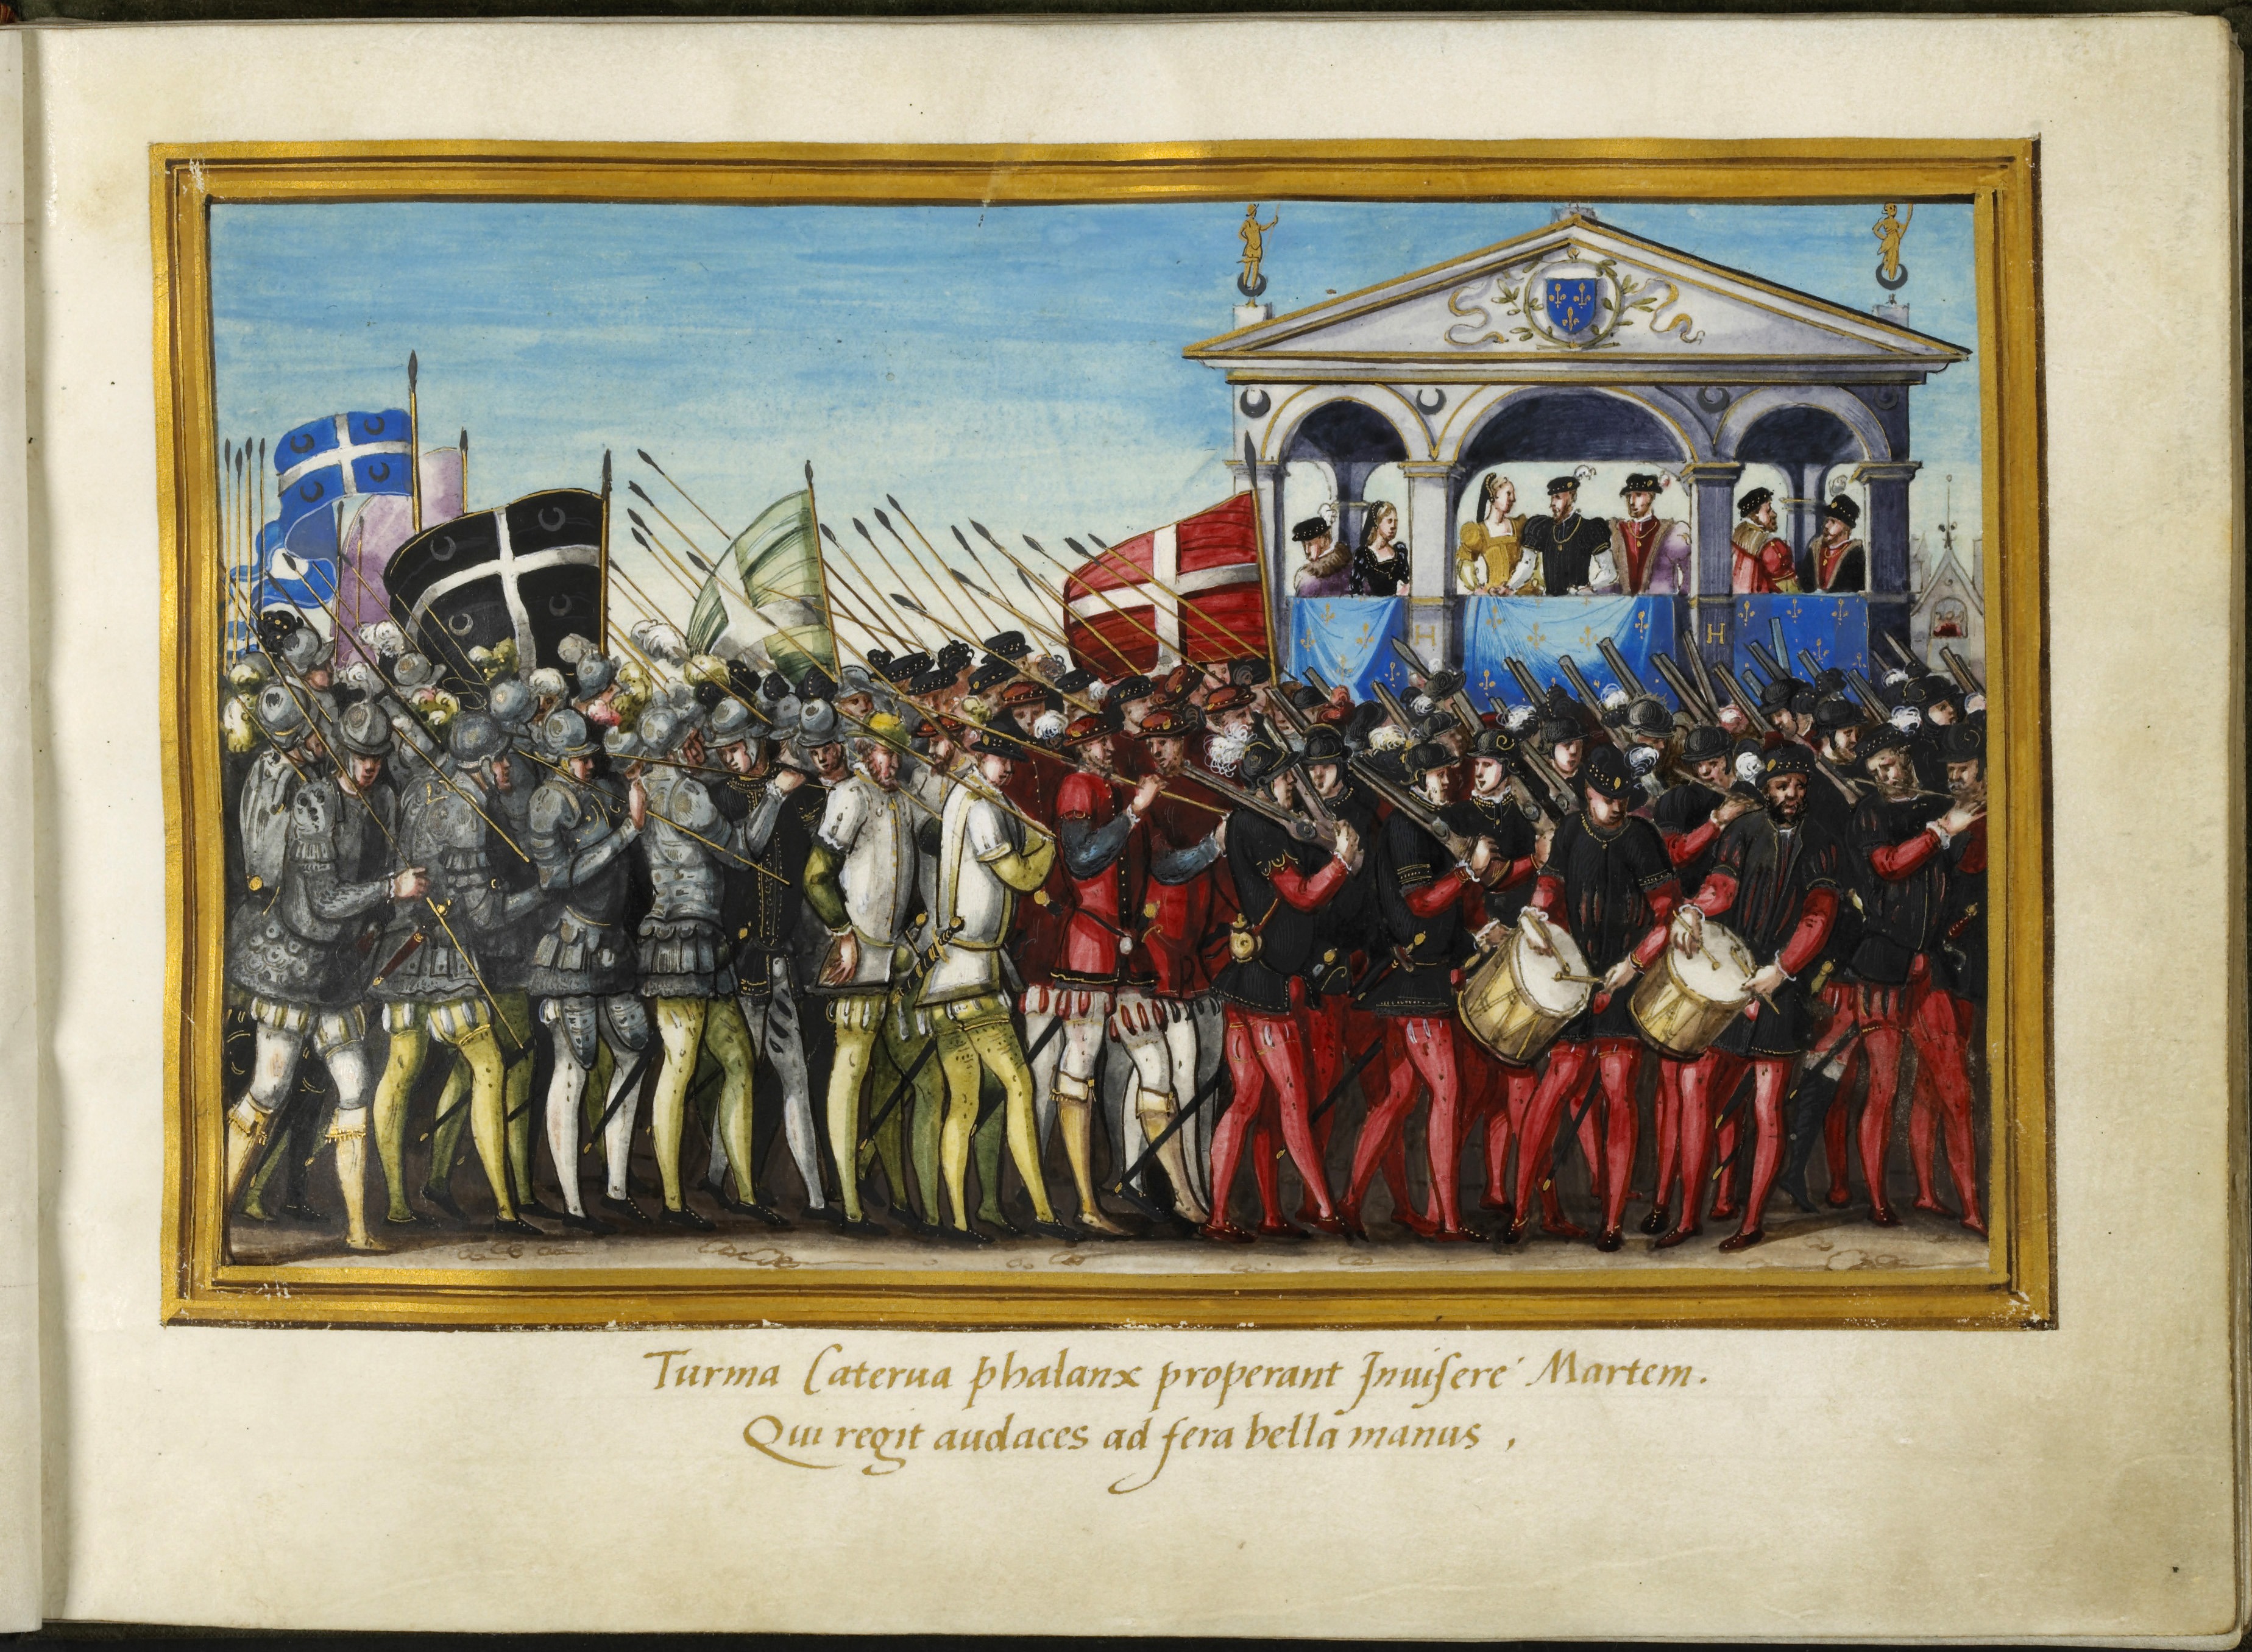 H H
Turma Caterua phalanx properant Inuiſere Martem.
Qui regit audaces ad fera bella manus,